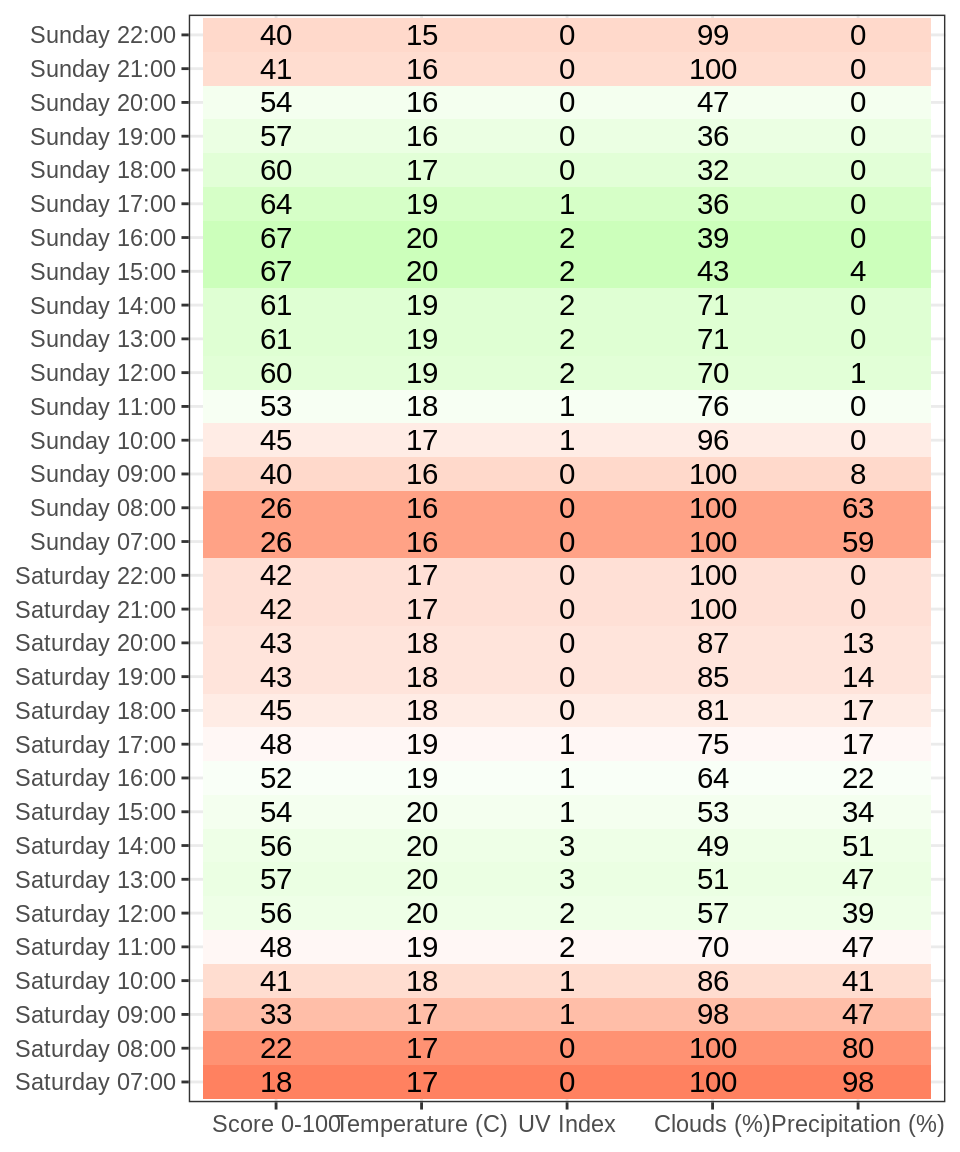 Sunday 22:00 40 15 0 99 0
Sunday 21:00 41 16 0 100 0
Sunday 20:00 54 16 0 47 0
Sunday 19:00 57 16 0 36 0
Sunday 18:00 60 17 0 32 0
Sunday 17:00 64 19 1 36 0
Sunday 16:00 67 20 2 39 0
Sunday 15:00 67 20 2 43 4
Sunday 14:00 61 19 2 71 0
Sunday 13:00 61 19 2 71 0
Sunday 12:00 60 19 2 70 1
Sunday 11:00 53 18 1 76 0
Sunday 10:00 45 17 1 96 0
Sunday 09:00 40 16 0 100 8
Sunday 08:00 26 16 0 100 63
Sunday 07:00 26 16 0 100 59
Saturday 22:00 42 17 0 100 0
Saturday 21:00 42 17 0 100 0
Saturday 20:00 43 18 0 87 13
Saturday 19:00 43 18 0 85 14
Saturday 18:00 45 18 0 81 17
Saturday 17:00 48 19 1 75 17
Saturday 16:00 52 19 1 64 22
Saturday 15:00 54 20 1 53 34
Saturday 14:00 56 20 3 49 51
Saturday 13:00 57 20 3 51 47
Saturday 12:00 56 20 2 57 39
Saturday 11:00 48 19 2 70 47
Saturday 10:00 41 18 1 86 41
Saturday 09:00 33 17 1 98 47
Saturday 08:00 22 17 0 100 80
Saturday 07:00 18 17 0 100 98
Score 0-100 Temperature (C) UV Index Clouds (%) Precipitation (%)